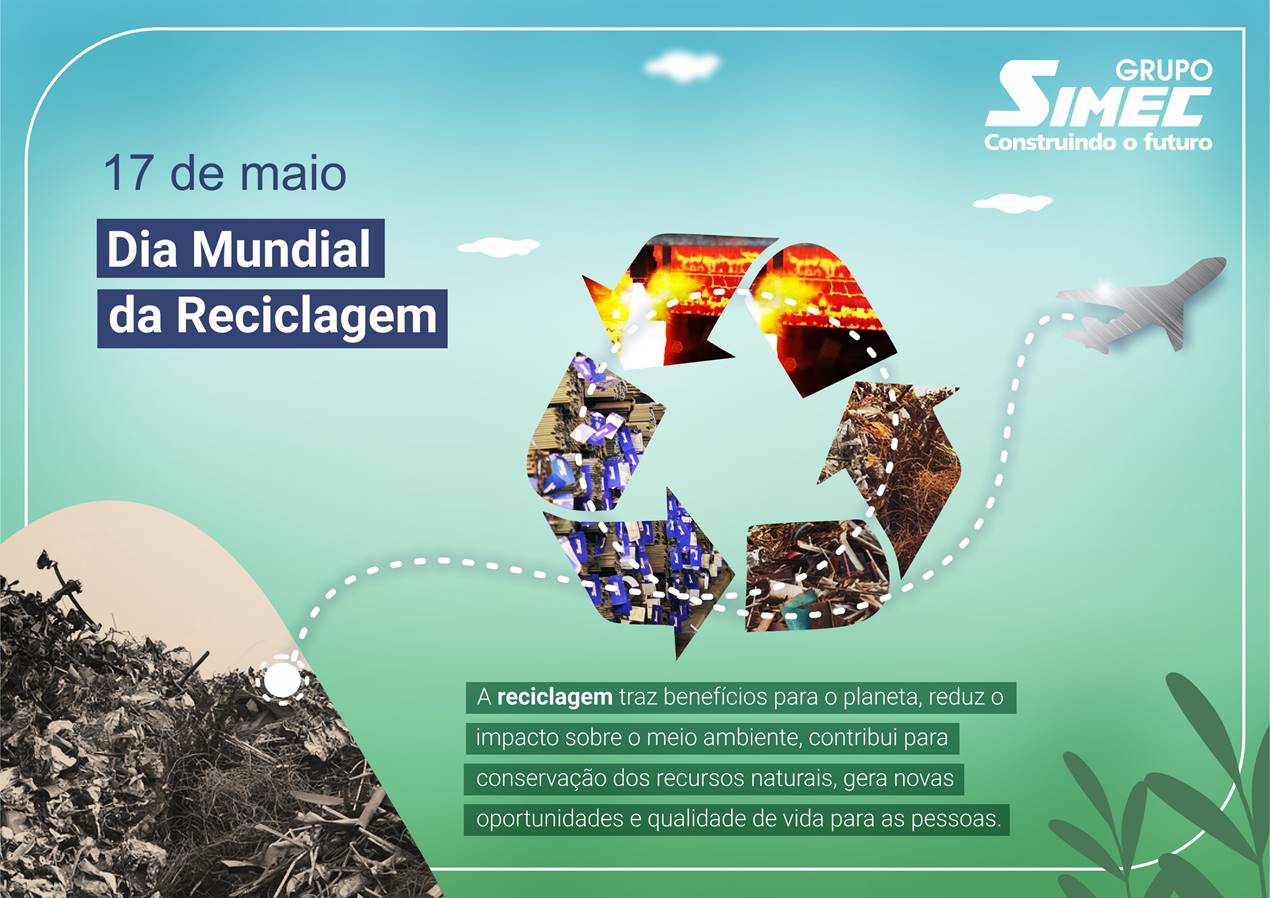 GRUPO
SIMEC
Construindo o futuro
17 de maio
Dia Mundial
da Reciclagem
A reciclagem traz benefícios para o planeta, reduz o
impacto sobre o meio ambiente, contribui para
conservação dos recursos naturais, gera novas
oportunidades e qualidade de vida para as pessoas.